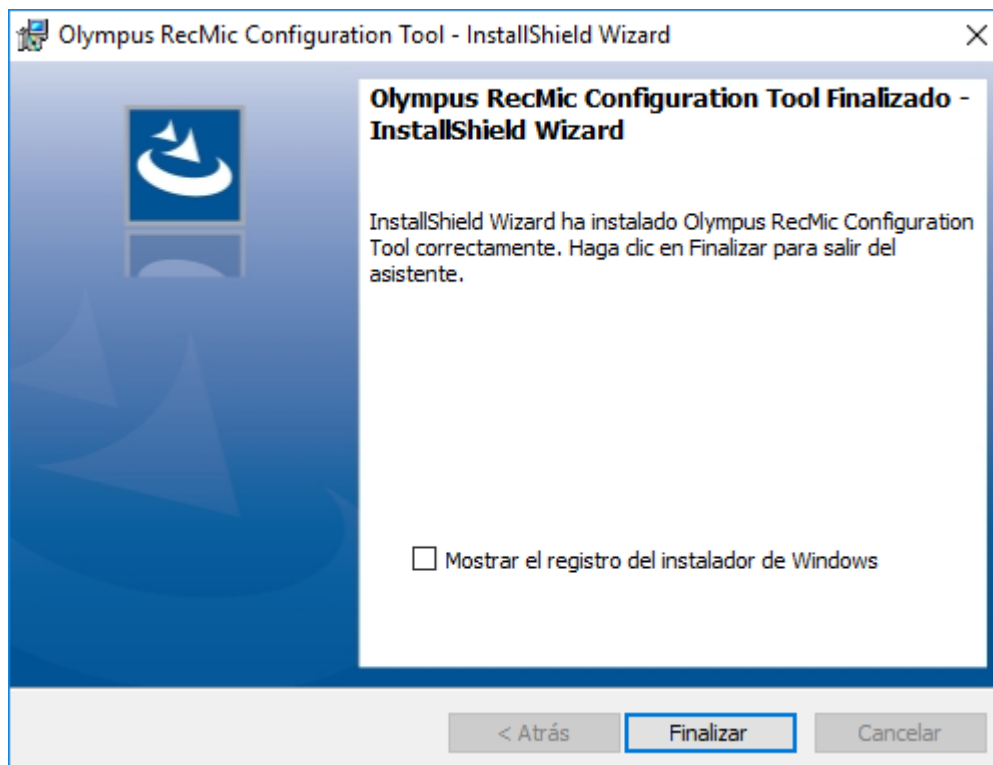 Olympus RecMic Configuration Tool - InstallShield Wizard
Olympus RecMic Configuration Tool Finalizado -
InstallShield Wizard
InstallShield Wizard ha instalado Olympus RecMic Configuration
Tool correctamente. Haga clic en Finalizar para salir del
asistente.
Mostrar el registro del instalador de Windows
< Atrás Finalizar Cancelar